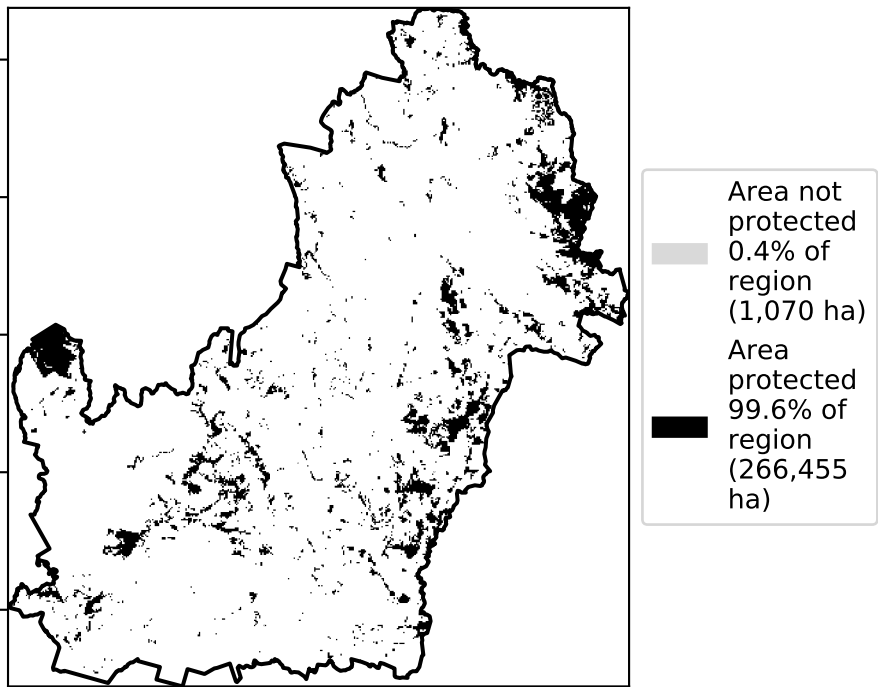 Area not
protected
0.4% of
region
(1,070 ha)
Area
protected
99.6% of
region
(266,455
ha)